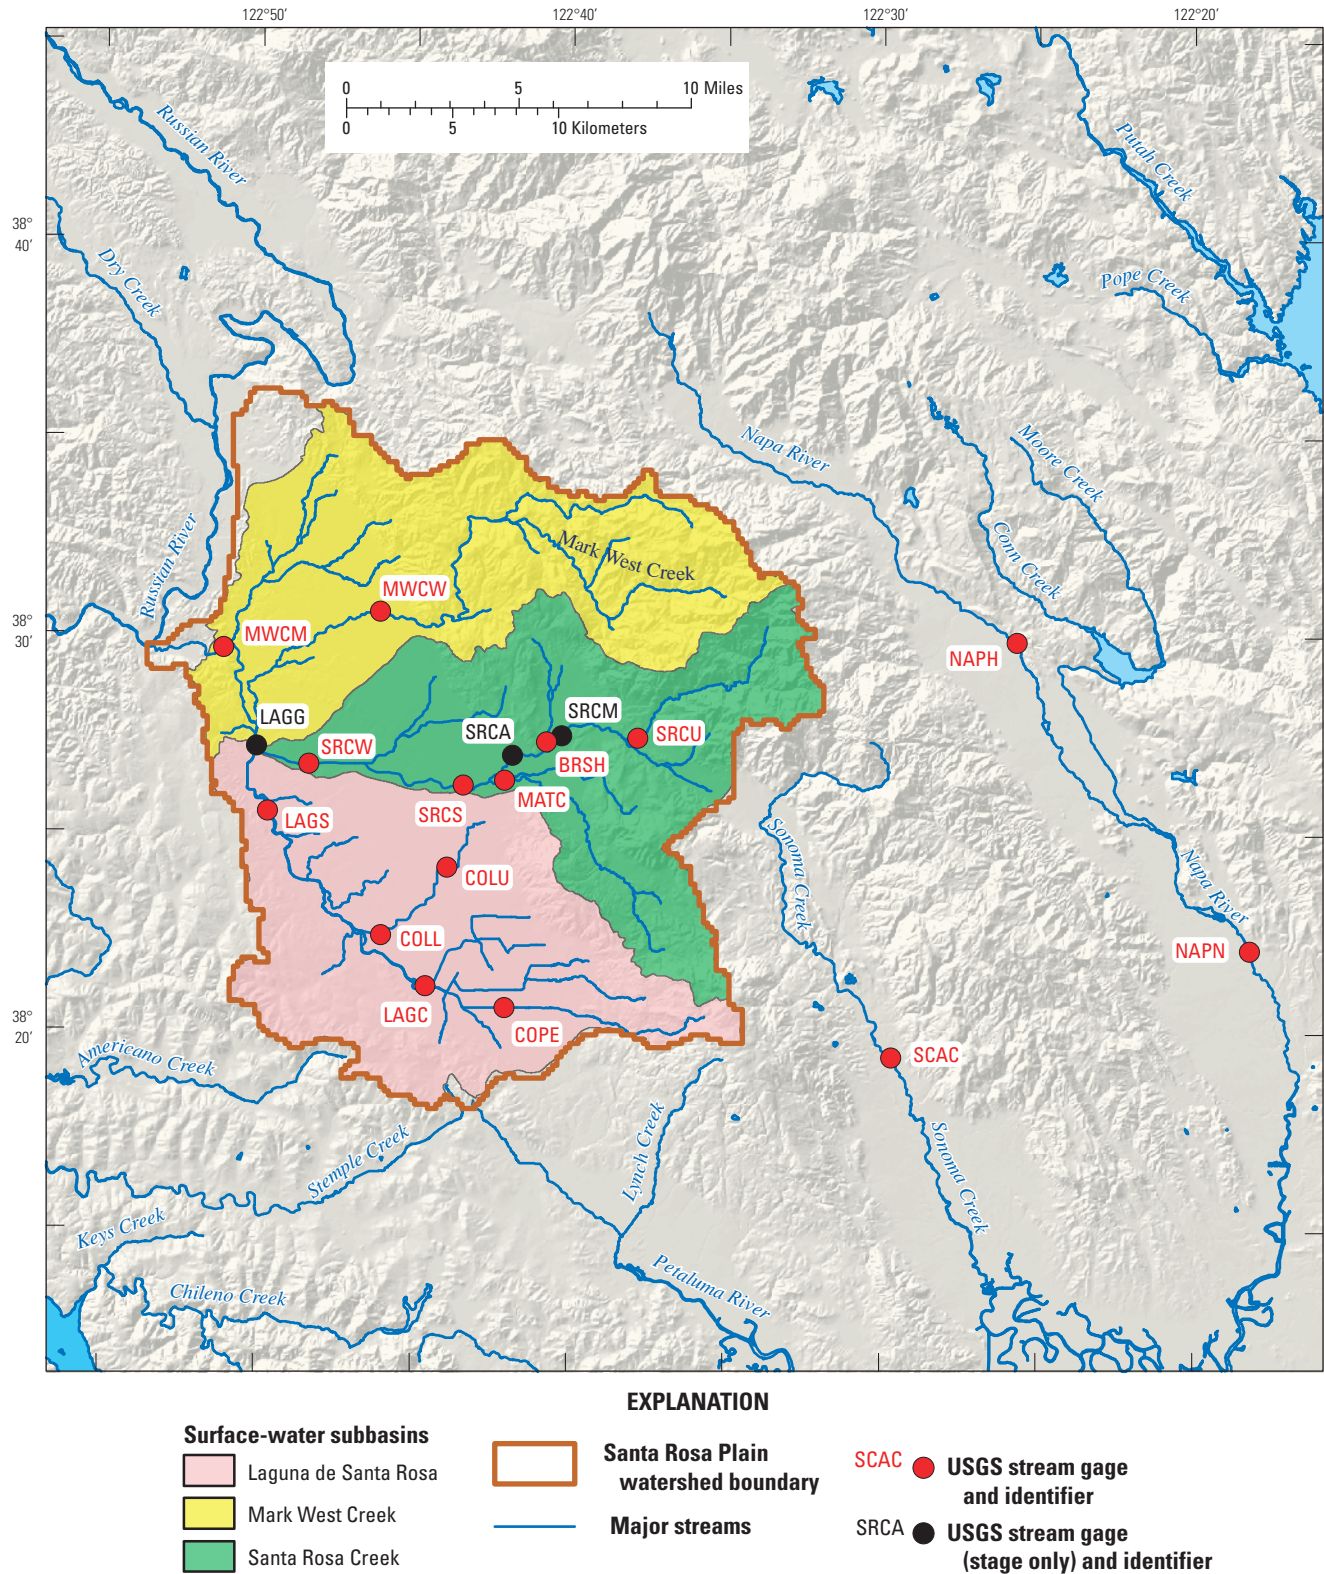 122°50′
122°40′
122°30′
122°20′
0
5
10 Miles
0
5
10 Kilometers
Russian River
Putah Creek
38°
40′
Dry Creek
Pope Creek
Napa River
Moore Creek
Conn Creek
Russian River
Mark West Creek
MWCW
38°
30′
MWCM
NAPH
LAGG
SRCM
SRCA
SRCU
SRCW
BRSH
MATC
SRCS
LAGS
Sonoma Creek
COLU
Napa River
COLL
NAPN
LAGC
COPE
38°
20′
Americano Creek
SCAC
Stemple Creek
Lynch Creek
Sonoma Creek
Keys Creek
Petaluma River
Chileno Creek
EXPLANATION
Surface-water subbasins
Laguna de Santa Rosa
Mark West Creek
Santa Rosa Creek
Santa Rosa Plain
watershed boundary
Major streams
SCAC
USGS stream gage
and identifier
SRCA
USGS stream gage
(stage only) and identifier